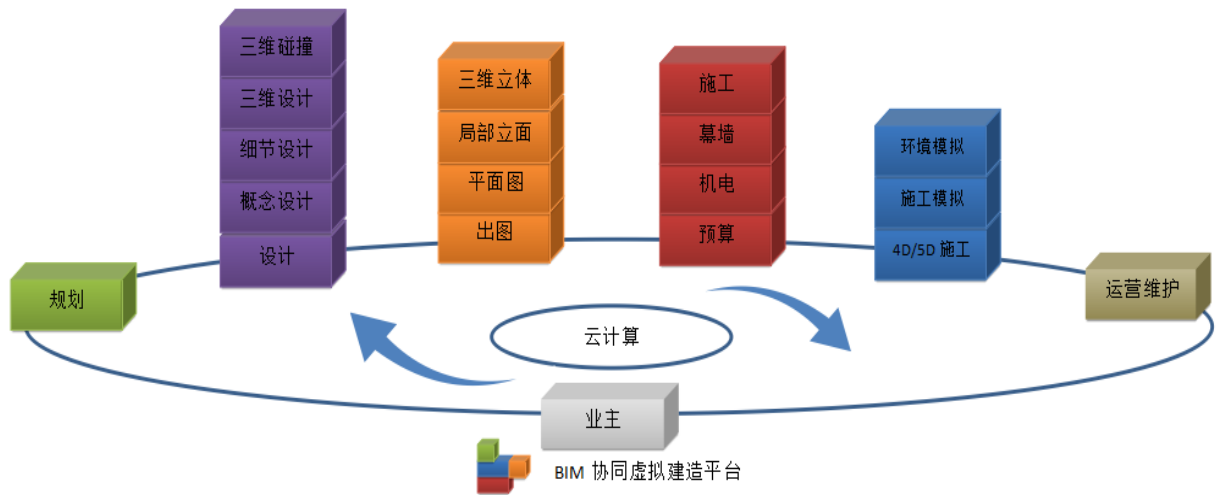 三维碰撞
三维设计
细节设计
概念设计
设计
三维立体
局部立面
平面图
出图
施工
幕墙
机电
预算
环境模拟
施工模拟
4D/5D 施工
规划
运营维护
云计算
业主
BIM 协同虚拟建造平台